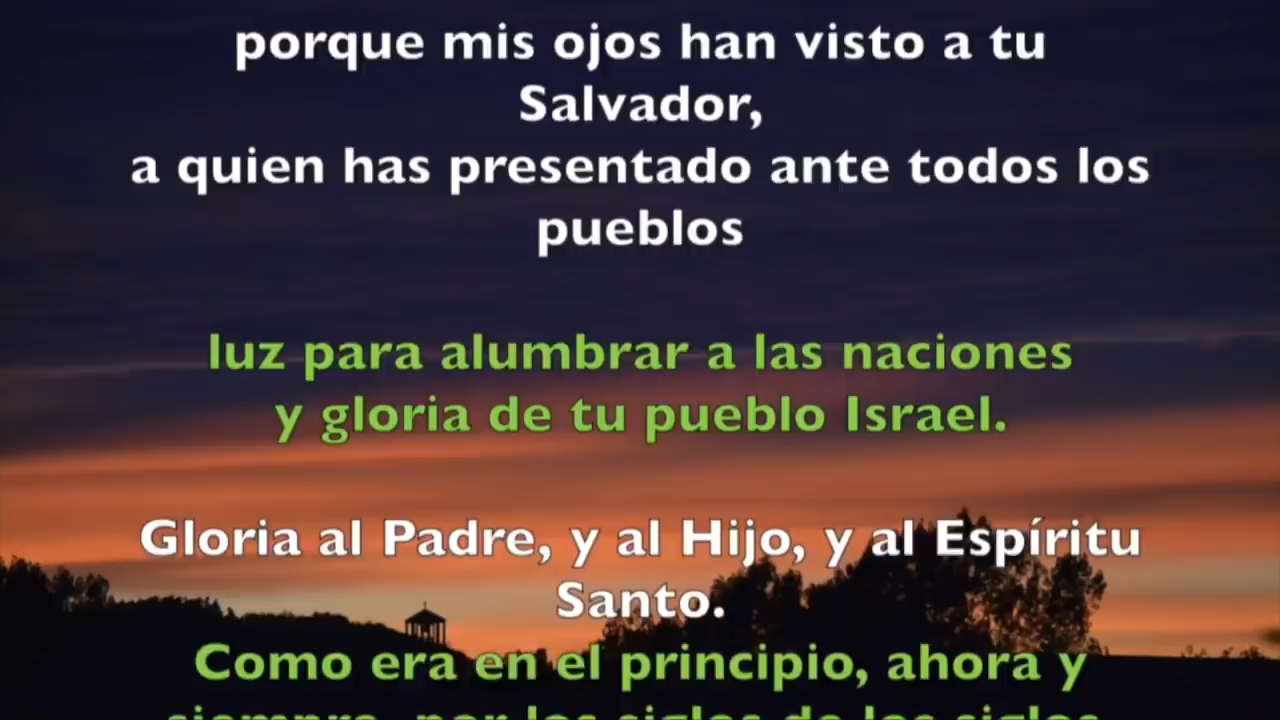 porque mis ojos han visto a tu
Salvador,
a quien has presentado ante todos los
pueblos
luz para alumbrar a las naciones
y gloria de tu pueblo Israel.
Gloria al Padre, y al Hijo, y al Espíritu
Santo.
Como era en el principio, ahora y
siempre, por los siglos de los siglos